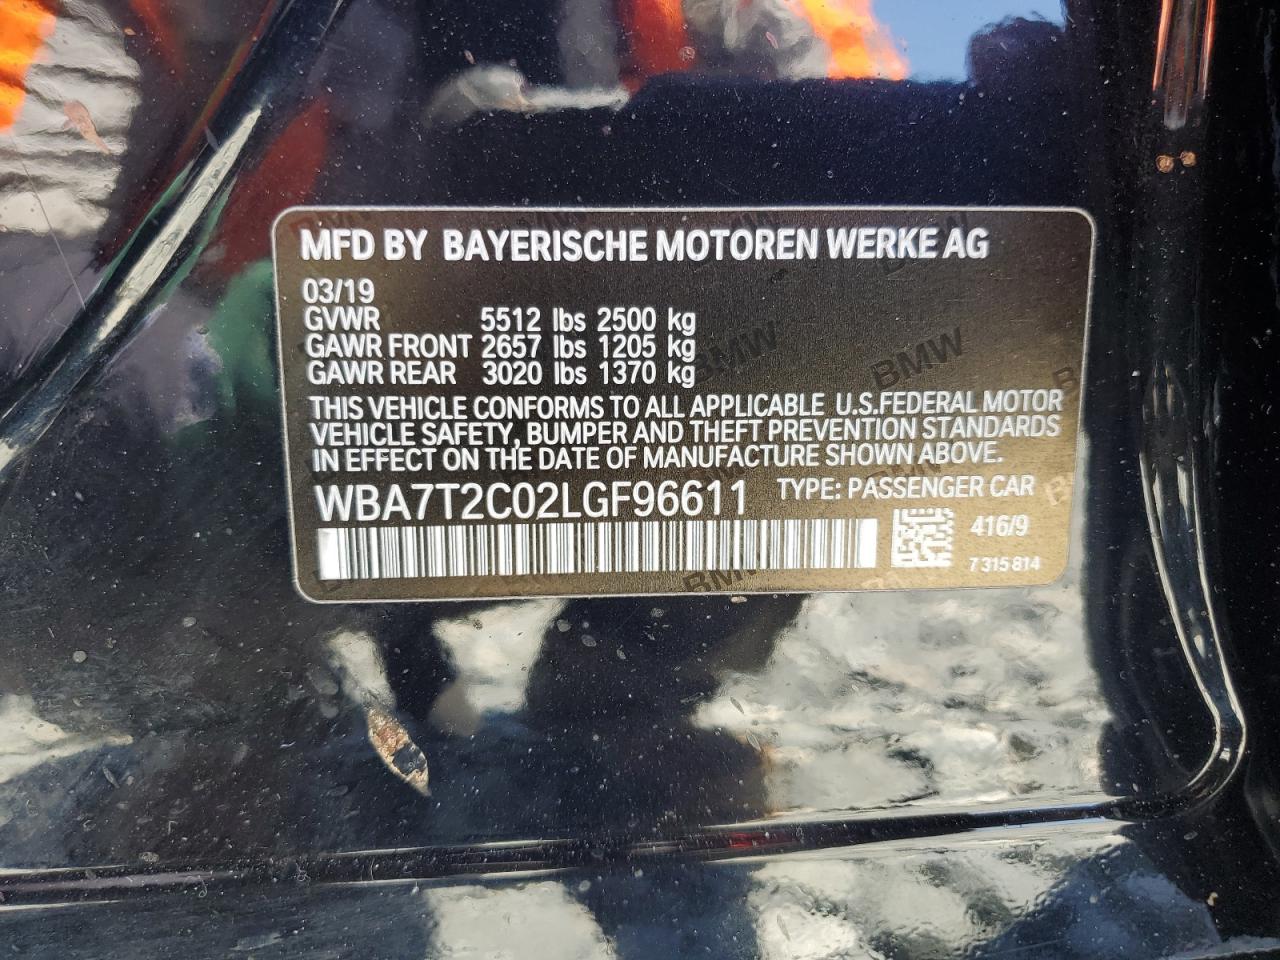 MFD BY BAYERISCHE MOTOREN WERKE AG
03/19
GVWR 5512 lbs 2500 kg
GAWR FRONT 2657 lbs 1205 kg
GAWR REAR 3020 lbs 1370 kg
THIS VEHICLE CONFORMS TO ALL APPLICABLE U.S.FEDERAL MOTOR
VEHICLE SAFETY, BUMPER AND THEFT PREVENTION STANDARDS
IN EFFECT ON THE DATE OF MANUFACTURE SHOWN ABOVE.
WBA7T2C02LGF96611 TYPE: PASSENGER CAR
416/9
7 315 814